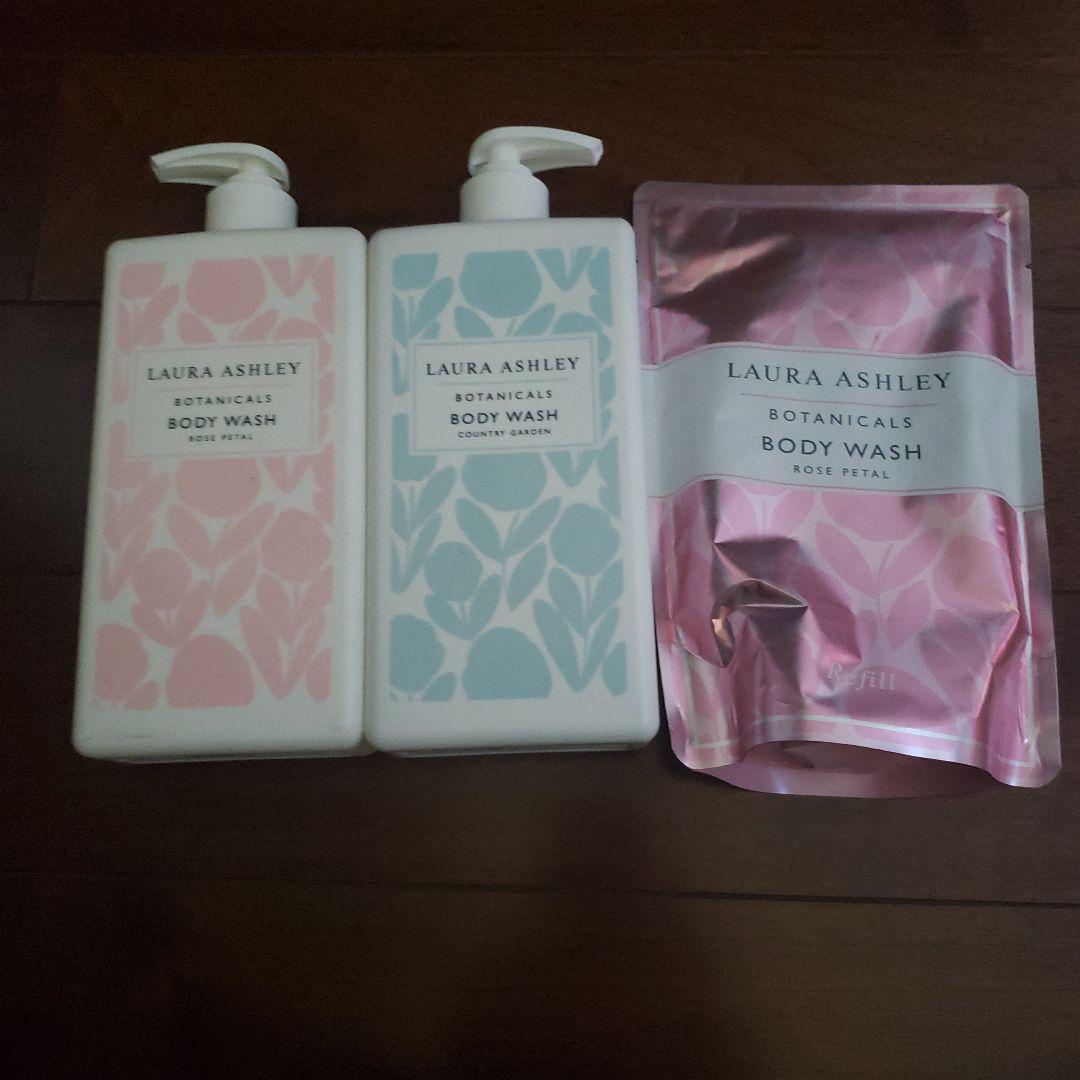 LAURA ASHLEY
BOTANICALS
BODY WASH
ROSE PETAL
LAURA ASHLEY
BOTANICALS
BODY WASH
COUNTRY GARDEN
LAURA ASHLEY
BOTANICALS
BODY WASH
ROSE PETAL
Refill